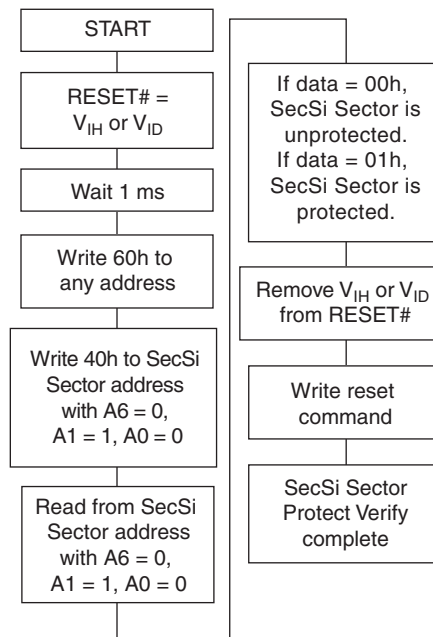 START
RESET# =
VIH or VID
Wait 1 ms
Write 60h to
any address
Write 40h to SecSi
Sector address
with A6 = 0,
A1 = 1, A0 = 0
Read from SecSi
Sector address
with A6 = 0,
A1 = 1, A0 = 0
If data = 00h,
SecSi Sector is
unprotected.
If data = 01h,
SecSi Sector is
protected.
Remove VIH or VID
from RESET#
Write reset
command
SecSi Sector
Protect Verify
complete